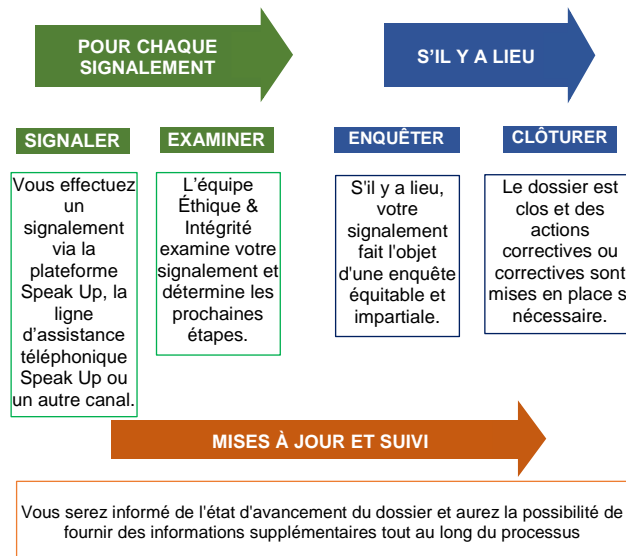 POUR CHAQUE
SIGNALEMENT
S'IL Y A LIEU
SIGNALER
EXAMINER
ENQUÊTER
CLÔTURER
Vous effectuez
un
signalement
via la
plateforme
Speak Up, la
ligne
d'assistance
téléphonique
Speak Up ou
un autre canal.
L'équipe
Éthique &
Intégrité
examine votre
signalement et
détermine les
prochaines
étapes.
S'il y a lieu,
votre
signalement
fait l'objet
d'une enquête
équitable et
impartiale.
Le dossier est
clos et des
actions
correctives ou
correctives sont
mises en place s
nécessaire.
MISES À JOUR ET SUIVI
Vous serez informé de l'état d'avancement du dossier et aurez la possibilité de
fournir des informations supplémentaires tout au long du processus